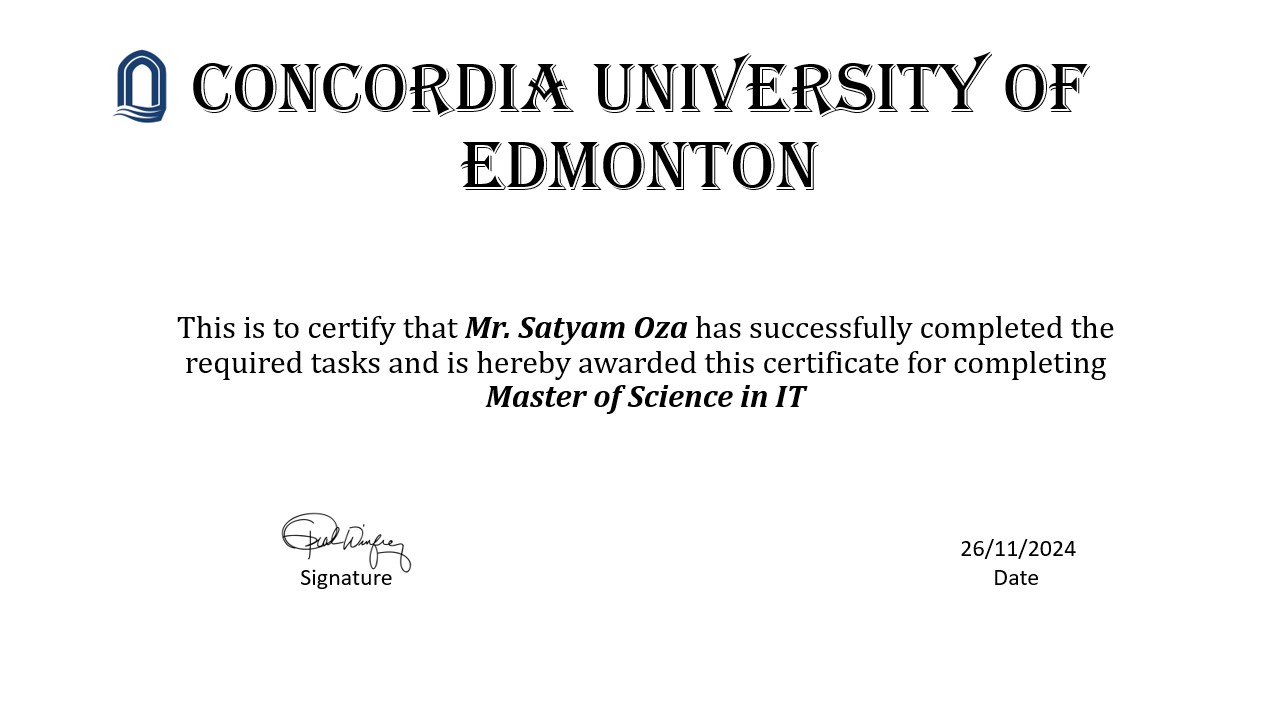 CONCORDIA UNIVERSITY OF
EDMONTON
This is to certify that Mr. Satyam Oza has successfully completed the
required tasks and is hereby awarded this certificate for completing
Master of Science in IT
26/11/2024
Signature
Date